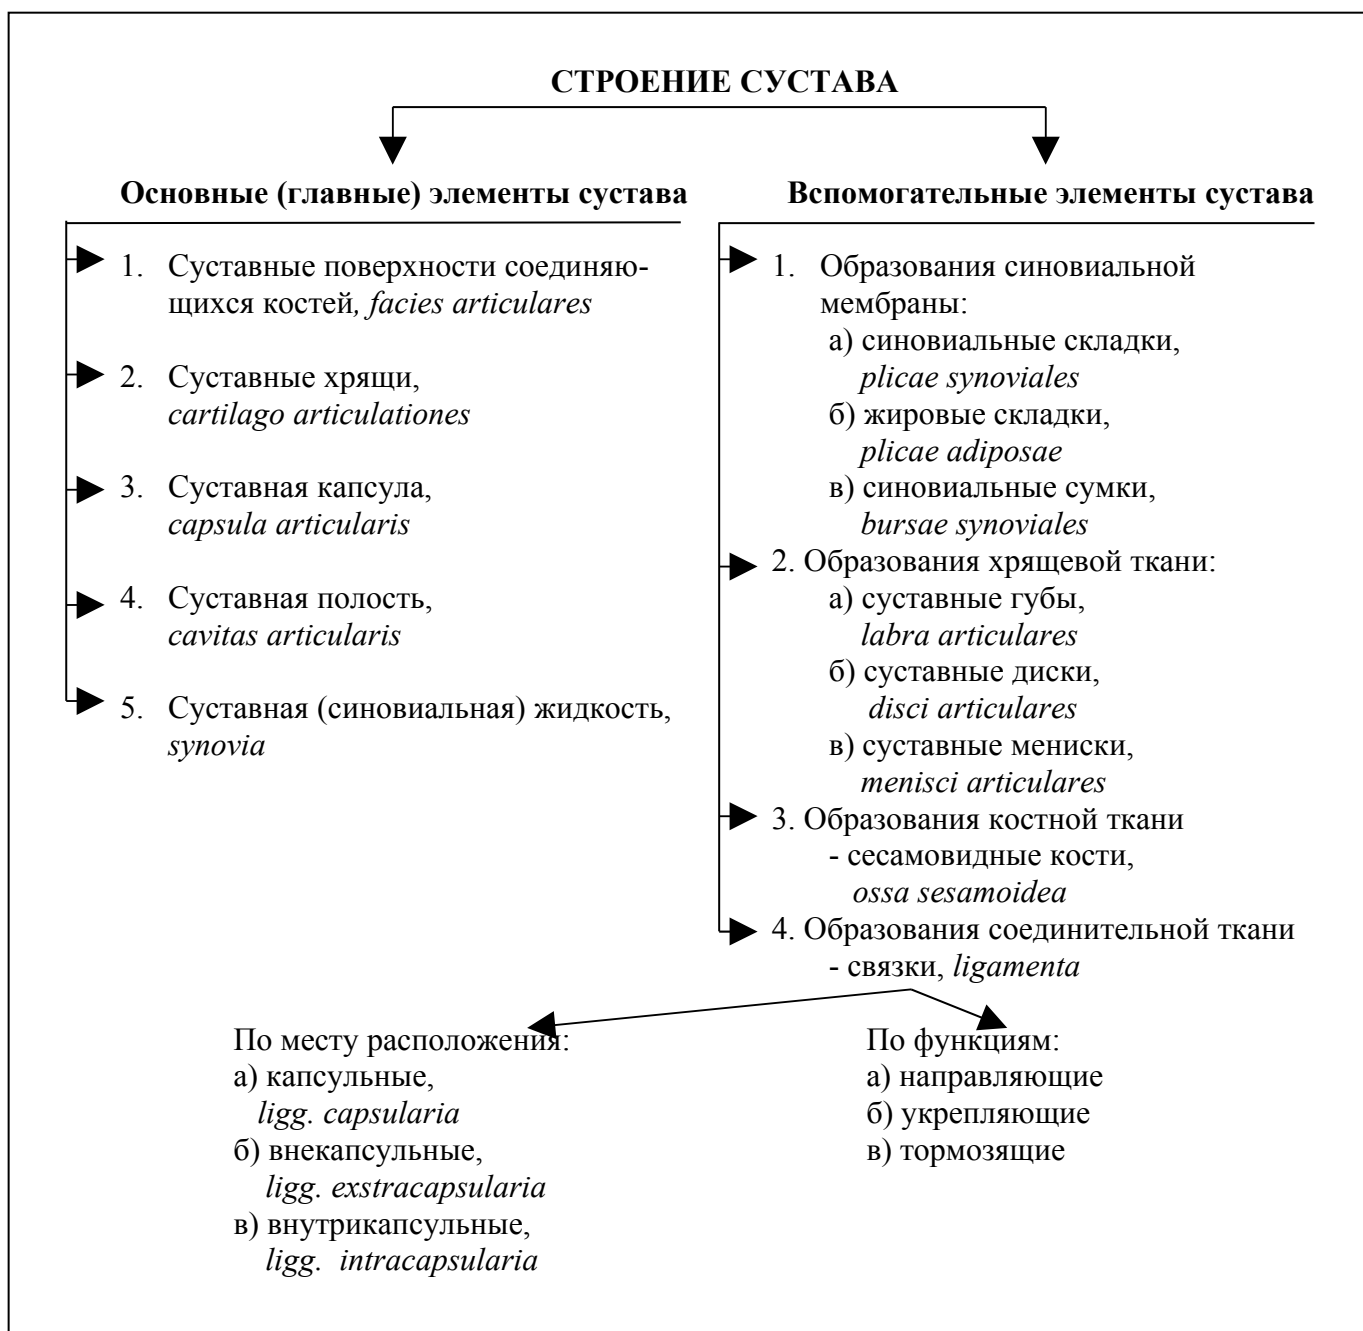 СТРОЕНИЕ СУСТАВА
Основные (главные) элементы сустава
1. Суставные поверхности соединяю-
щихся костей, facies articulares
2. Суставные хрящи,
cartilago articulationes
3. Суставная капсула,
capsula articularis
4. Суставная полость,
cavitas articularis
5. Суставная (синовиальная) жидкость,
synovia
Вспомогательные элементы сустава
1. Образования синовиальной
мембраны:
а) синовиальные складки,
plicae synoviales
б) жировые складки,
plicae adiposae
в) синовиальные сумки,
bursae synoviales
2. Образования хрящевой ткани:
а) суставные губы,
labra articulares
б) суставные диски,
disci articulares
в) суставные мениски,
menisci articulares
3. Образования костной ткани
- сесамовидные кости,
ossa sesamoidea
4. Образования соединительной ткани
- связки, ligamenta
По месту расположения:
а) капсульные,
ligg. capsularia
б) внекапсульные,
ligg. exstracapsularia
в) внутрикапсульные,
ligg. intracapsularia
По функциям:
а) направляющие
б) укрепляющие
в) тормозящие